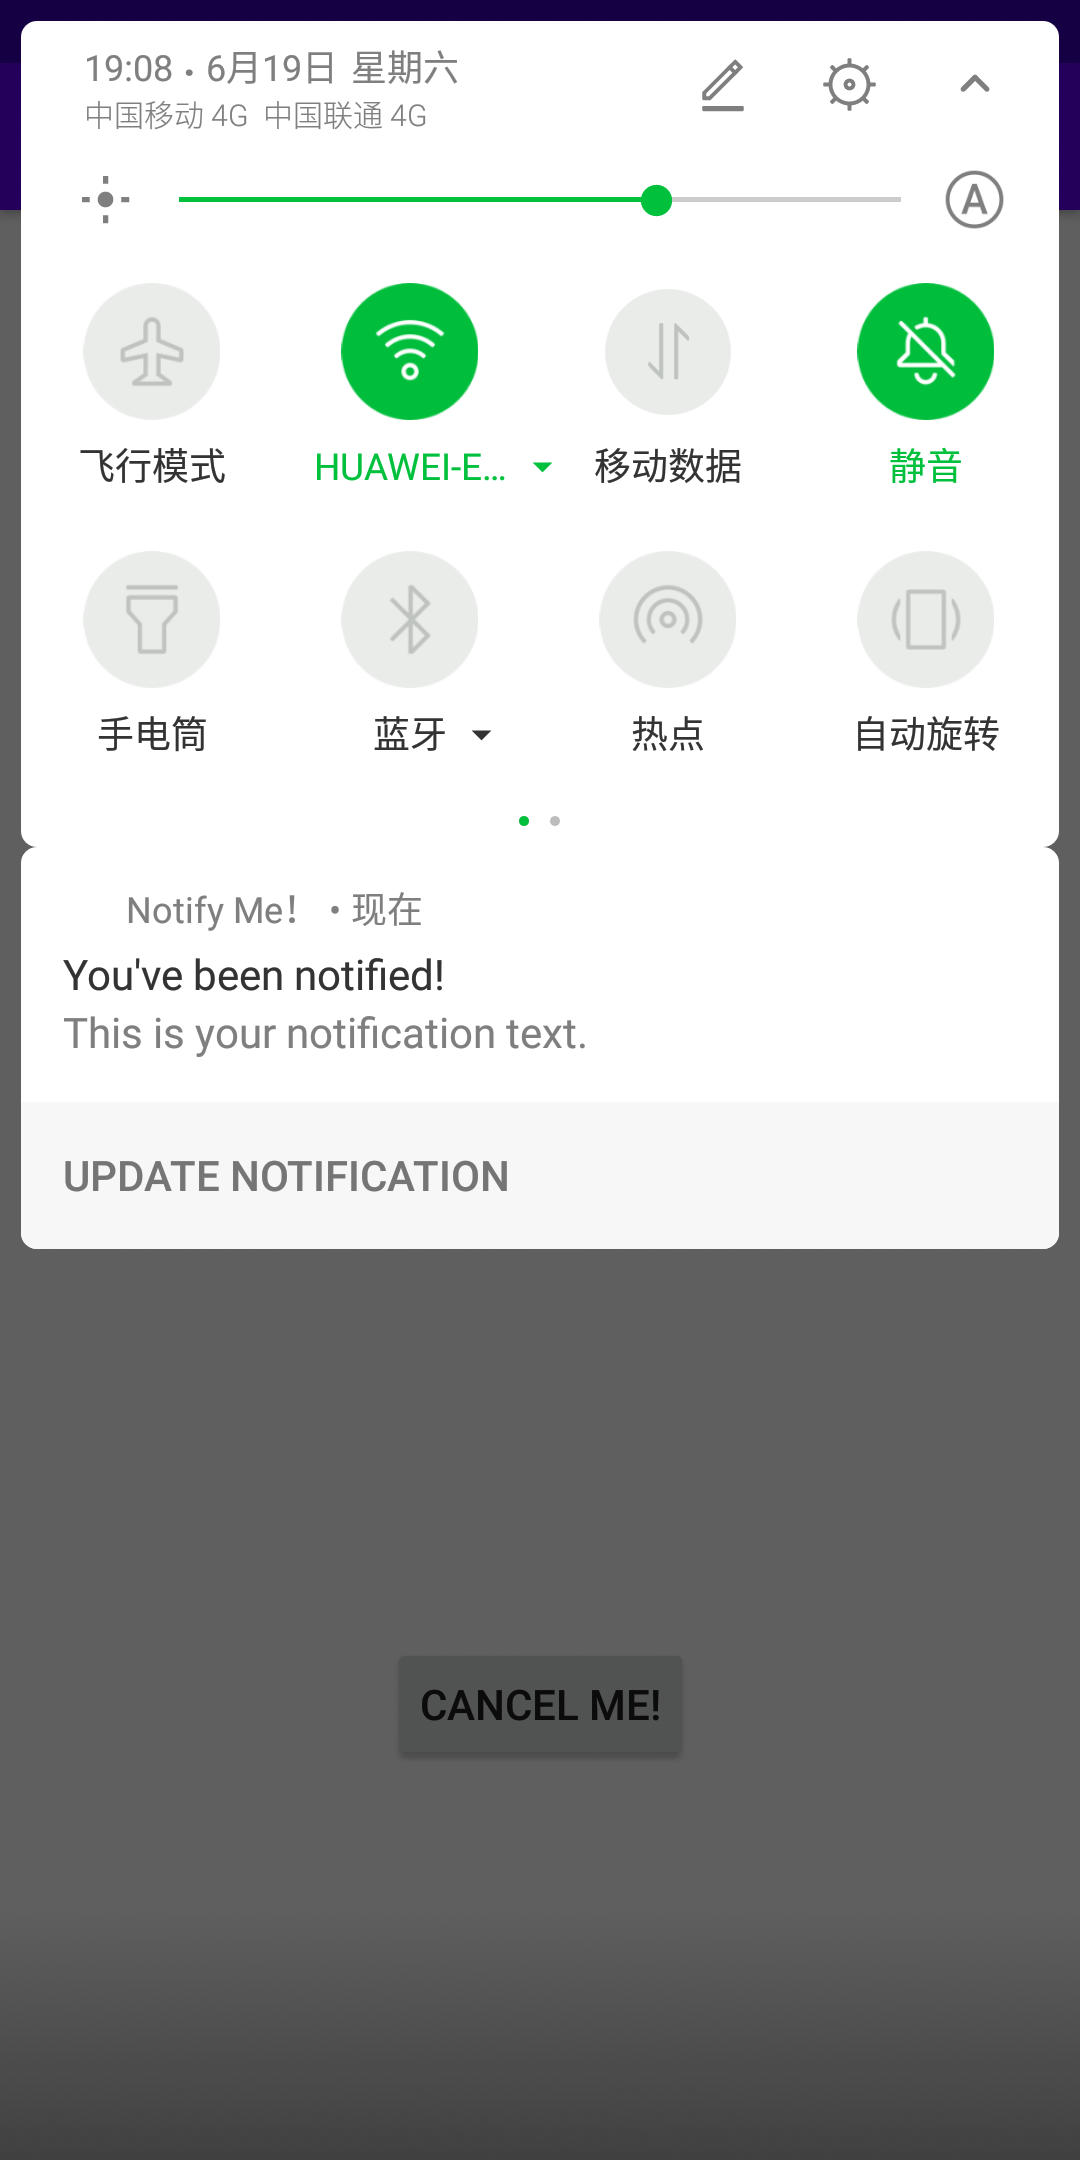 19:08 • 6月19日 星期六
中国移动 4G 中国联通 4G
A
飞行模式 HUAWEI-E... 移动数据 静音
手电筒 蓝牙 热点 自动旋转
Notify Me! • 现在
You've been notified!
This is your notification text.
UPDATE NOTIFICATION
CANCEL ME!